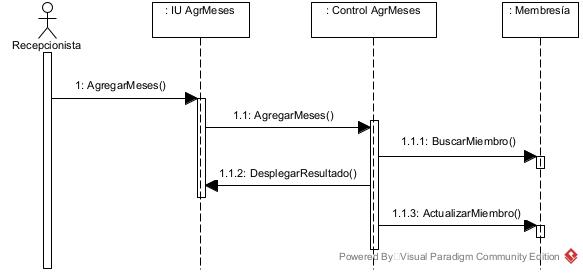 : IU AgrMeses
: Control AgrMeses
: Membresía
Recepcionista
1: AgregarMeses()
1.1: AgregarMeses()
1.1.1: BuscarMiembro()
1.1.2: DesplegarResultado()
1.1.3: ActualizarMiembro()
Powered By Visual Paradigm Community Edition